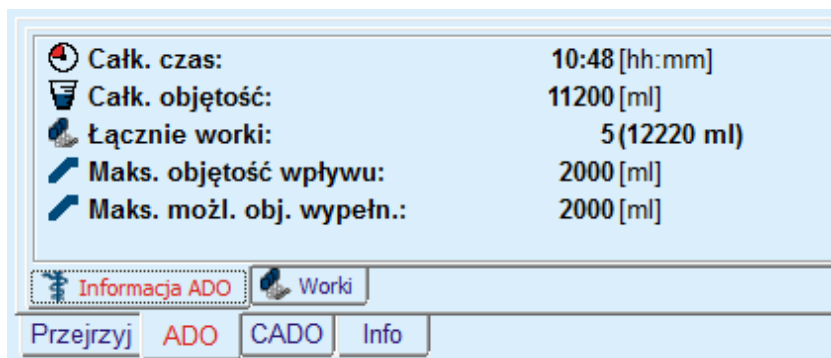 Całk. czas: 10:48 [hh:mm]
Całk. objętość: 11200 [ml]
Łącznie worki: 5 (12220 ml)
Maks. objętość wpływu: 2000 [ml]
Maks. możl. obj. wypełn.: 2000 [ml]
Informacja ADO Worki
Przejrzyj ADO CADO Info